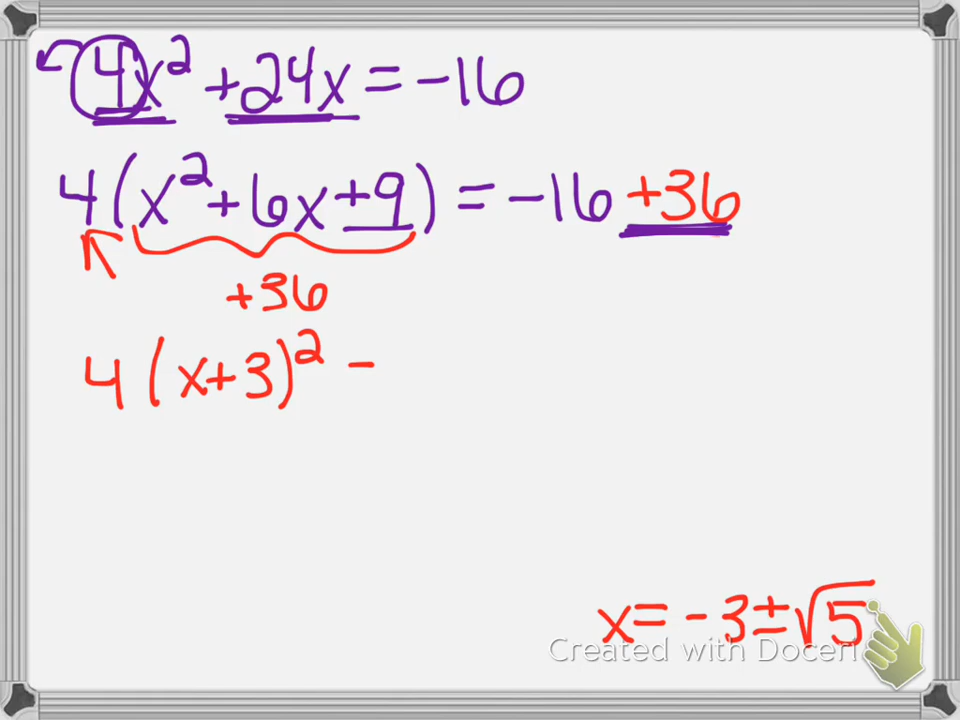 4x² + 24x = -16
4(x² + 6x + 9) = -16 + 36
+36
4(x+3)² -
x = -3 ± √5
Created with Doceri